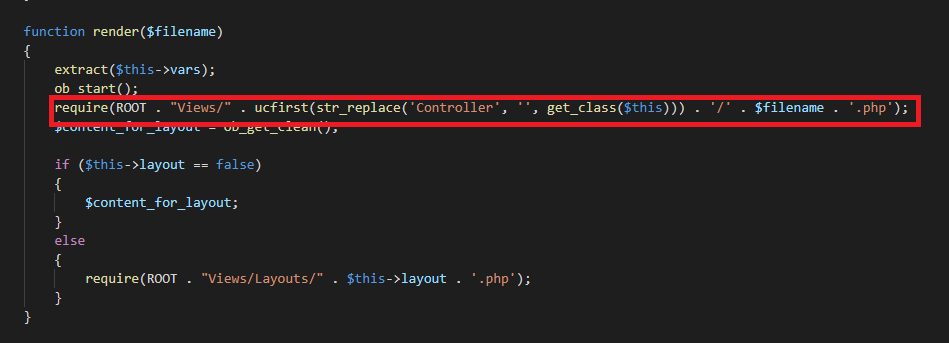 function render($filename)
{
extract($this->vars);
ob_start();
require(ROOT . "Views/" . ucfirst(str_replace('Controller', '', get_class($this))) . '/' . $filename . '.php');
$content_for_layout = ob_get_clean();
if ($this->layout == false)
{
$content_for_layout;
}
else
{
require(ROOT . "Views/Layouts/" . $this->layout . '.php');
}
}